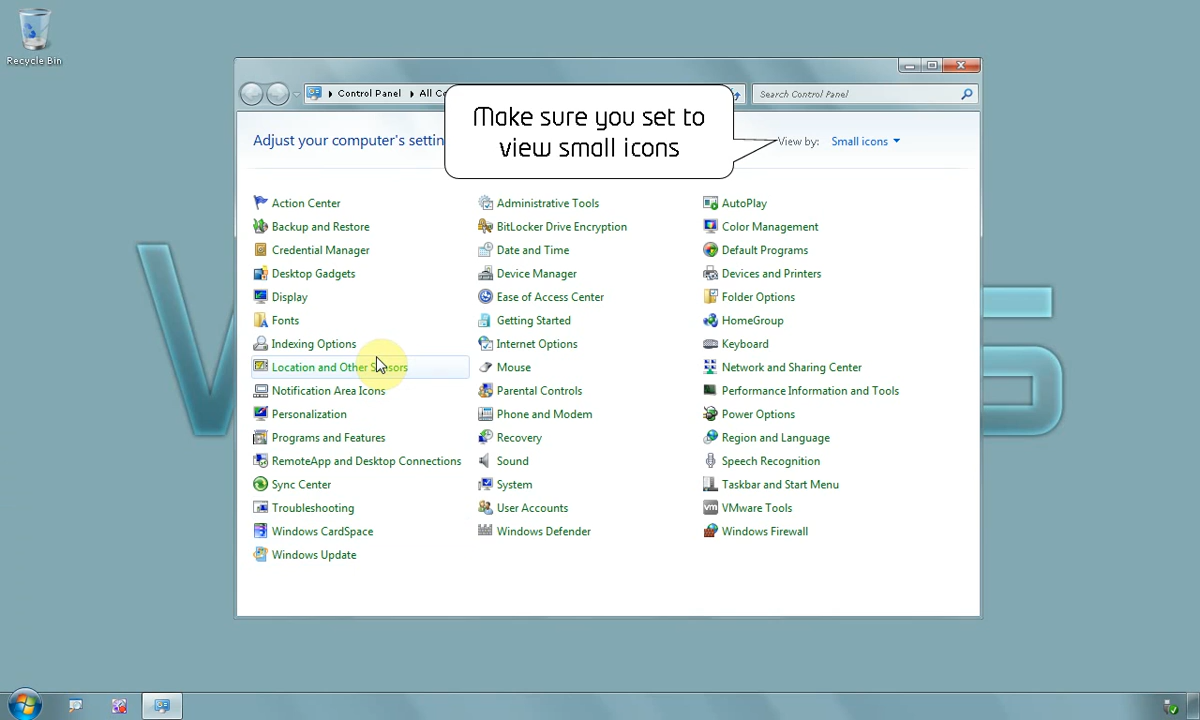 Recycle Bin
Control Panel
All Co
Search Control Panel
Make sure you set to
view small icons
Adjust your computer's settin
View by:
Small icons
Action Center
Administrative Tools
AutoPlay
Backup and Restore
BitLocker Drive Encryption
Color Management
Credential Manager
Date and Time
Default Programs
Desktop Gadgets
Device Manager
Devices and Printers
Display
Ease of Access Center
Folder Options
Fonts
Getting Started
HomeGroup
Indexing Options
Internet Options
Keyboard
Location and Other Sensors
Mouse
Network and Sharing Center
Notification Area Icons
Parental Controls
Performance Information and Tools
Personalization
Phone and Modem
Power Options
Programs and Features
Recovery
Region and Language
RemoteApp and Desktop Connections
Sound
Speech Recognition
Sync Center
System
Taskbar and Start Menu
Troubleshooting
User Accounts
VMware Tools
Windows CardSpace
Windows Defender
Windows Firewall
Windows Update